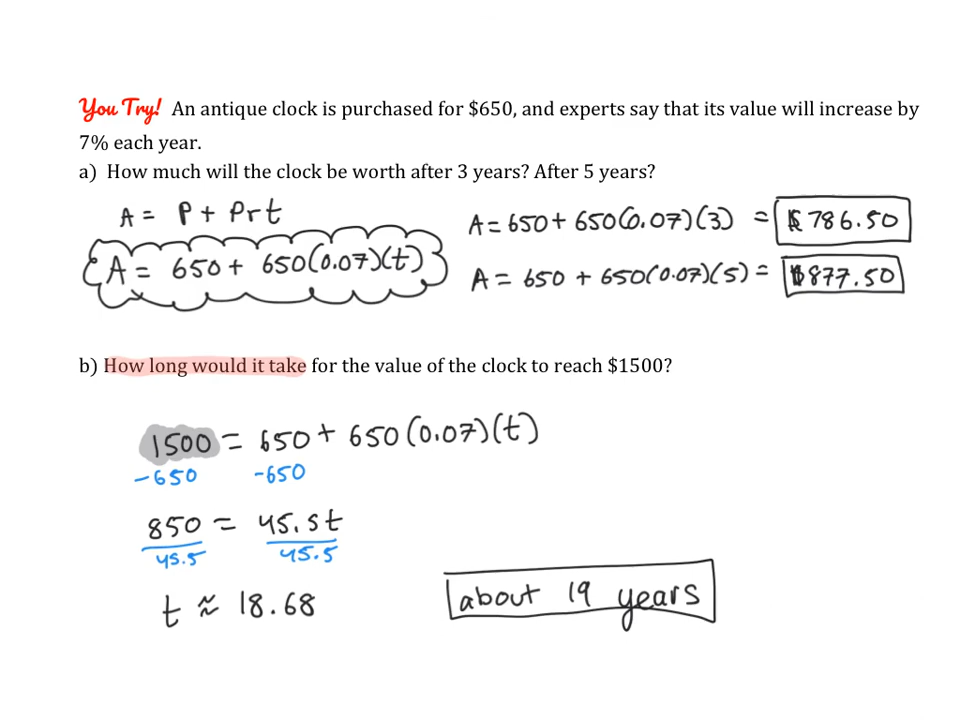 You Try! An antique clock is purchased for $650, and experts say that its value will increase by
7% each year.
a) How much will the clock be worth after 3 years? After 5 years?
A = P + Prt
A = 650 + 650(0.07)(t)
A = 650 + 650(0.07)(3) = $786.50
A = 650 + 650(0.07)(5) = $877.50
b) How long would it take for the value of the clock to reach $1500?
1500 = 650 + 650(0.07)(t)
-650 -650
850 = 45.5t
45.5 45.5
t ≈ 18.68
about 19 years